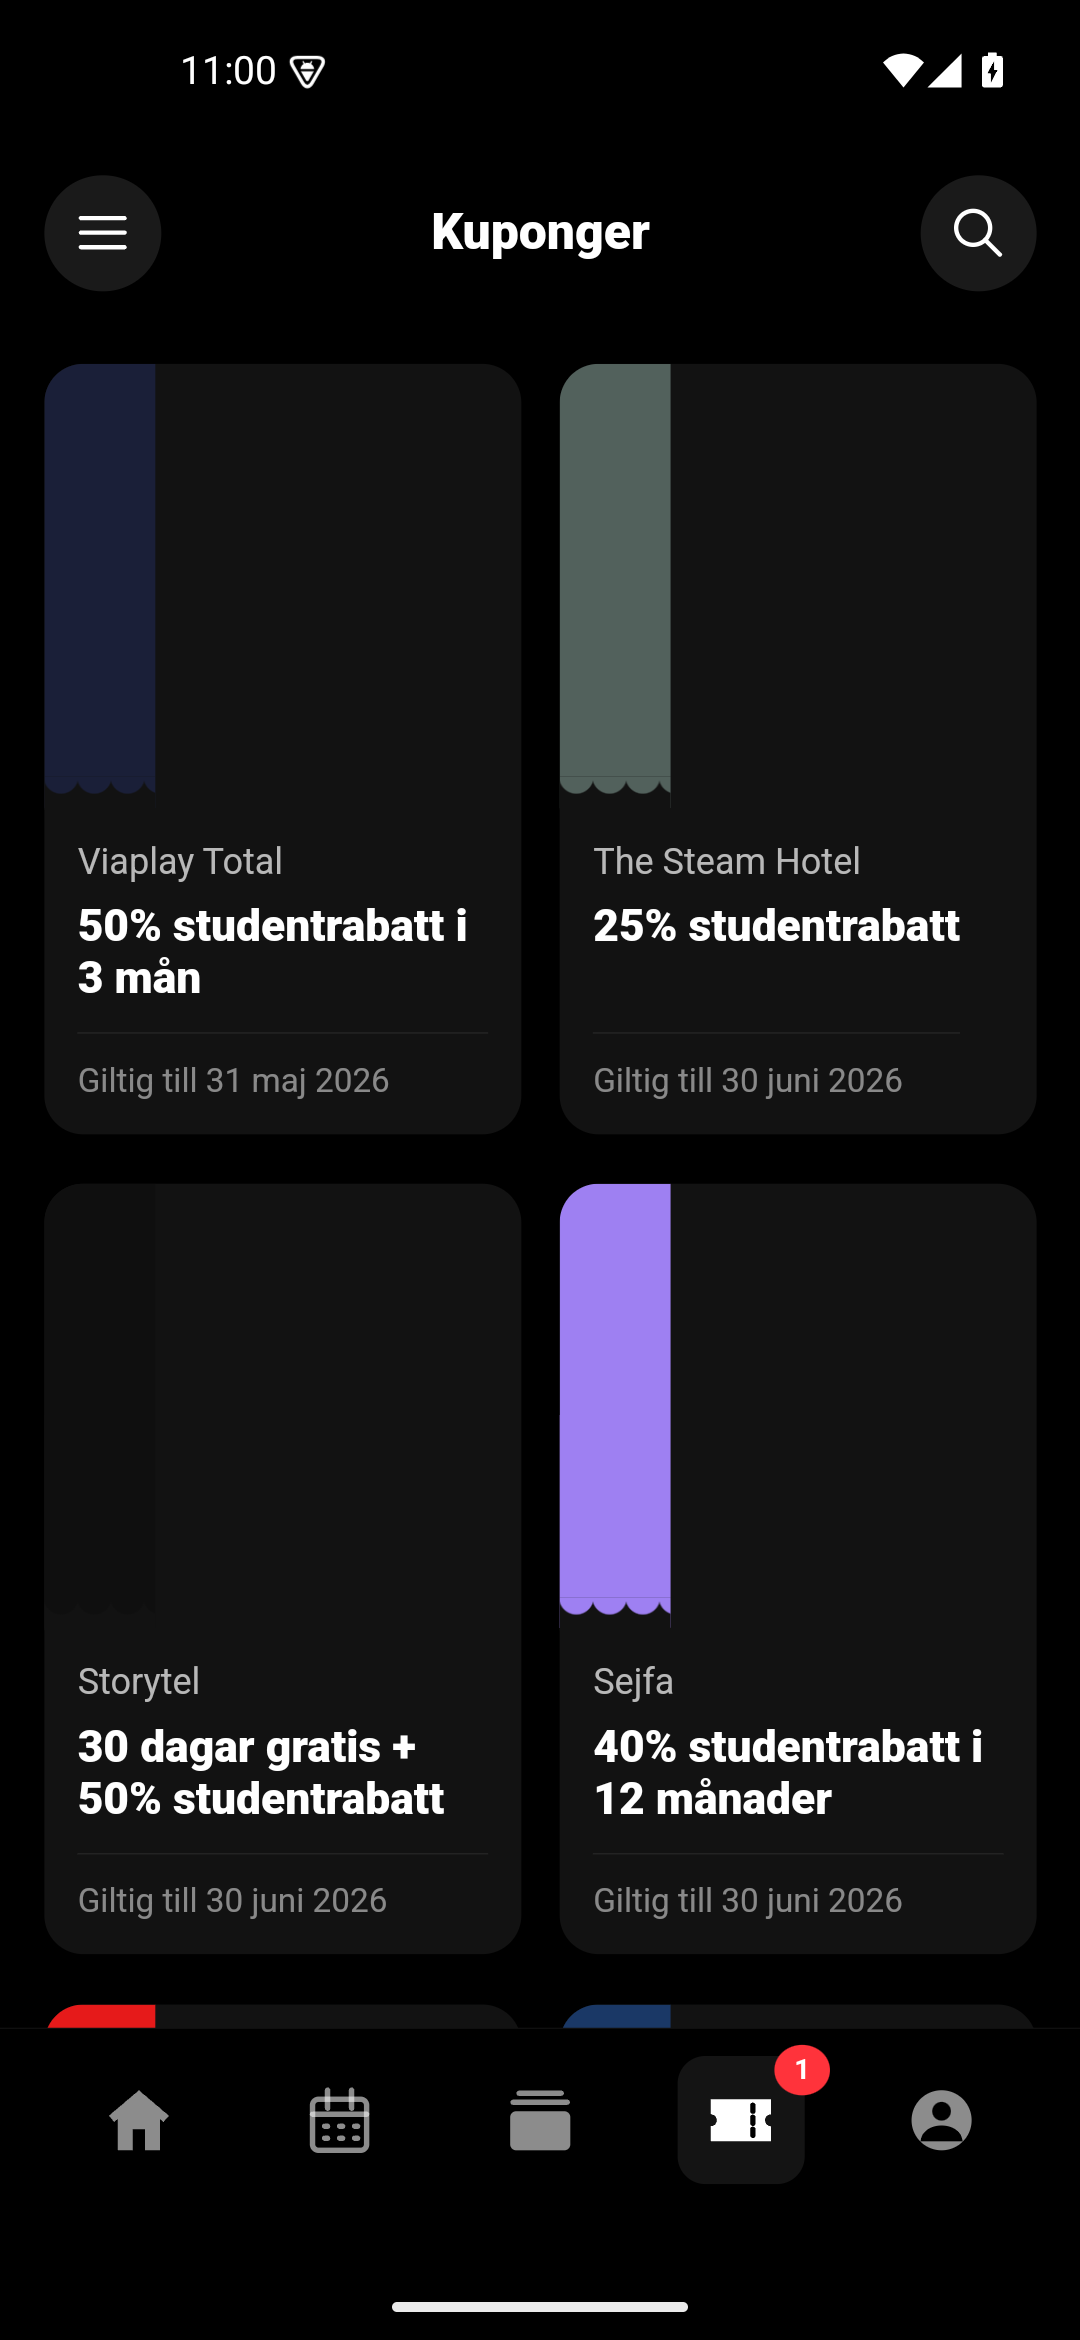 11:00
Kuponger
Viaplay Total
50% studentrabatt i
3 mån
Giltig till 31 maj 2026
The Steam Hotel
25% studentrabatt
Giltig till 30 juni 2026
Storytel
30 dagar gratis +
50% studentrabatt
Giltig till 30 juni 2026
Sejfa
40% studentrabatt i
12 månader
Giltig till 30 juni 2026
1